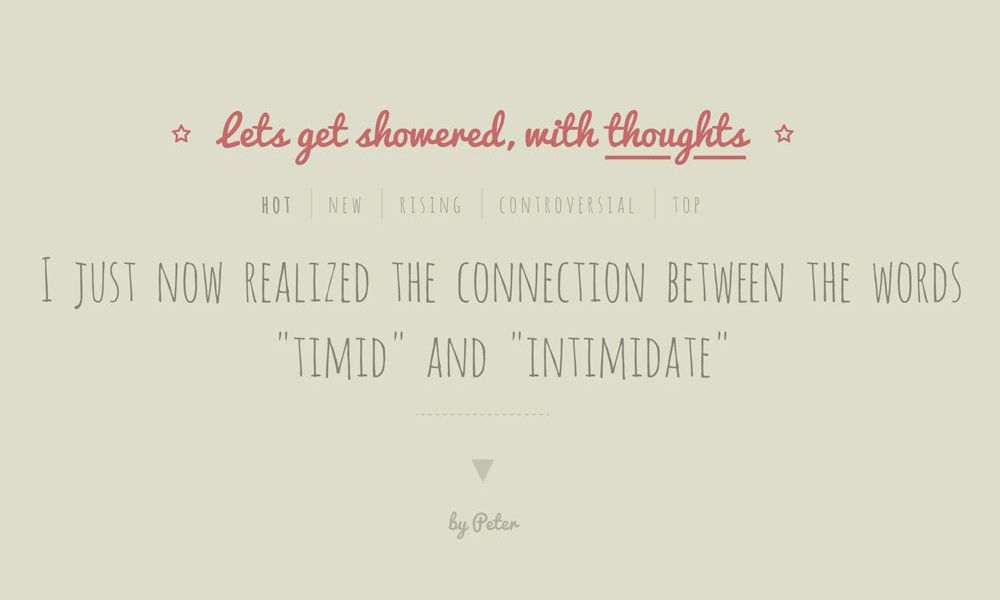 Lets get showered, with thoughts
HOT NEW RISING CONTROVERSIAL TOP
I JUST NOW REALIZED THE CONNECTION BETWEEN THE WORDS
"TIMID" AND "INTIMIDATE"
by Peter